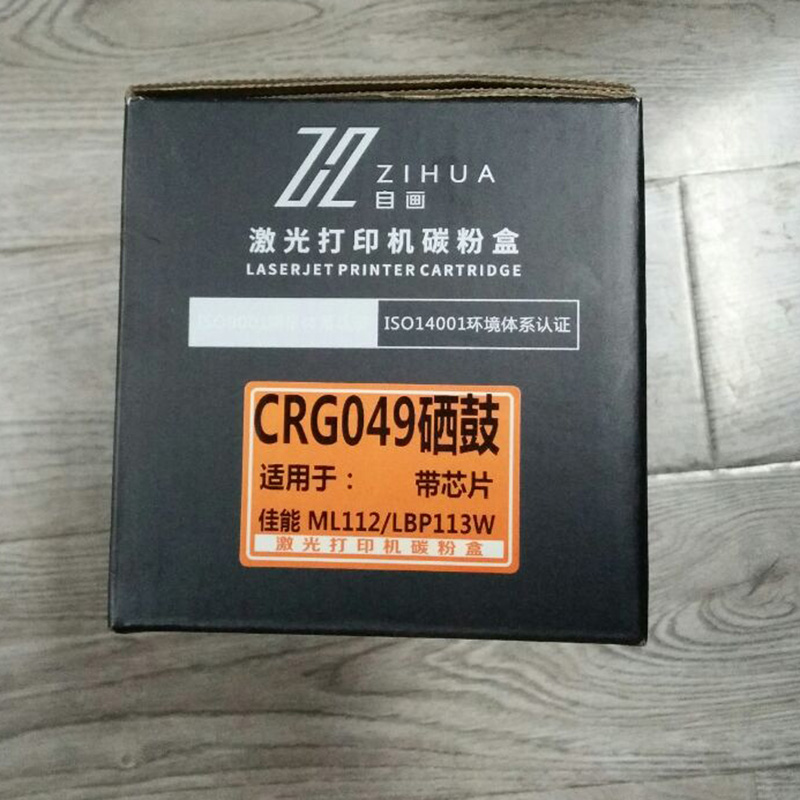 ZIHUA
自画
激光打印机碳粉盒
LASERJET PRINTER CARTRIDGE
ISO14001环境体系认证
CRG049硒鼓
适用于： 带芯片
佳能 ML112/LBP113W
激光打印机碳粉盒